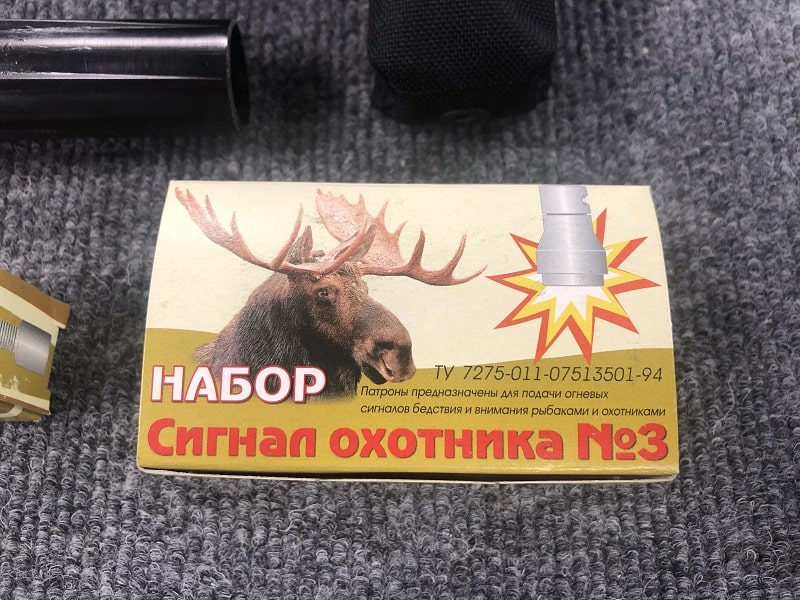 НАБОР
ТУ 7275-011-07513501-94
Патроны предназначены для подачи огневых
сигналов бедствия и внимания рыбаками и охотниками
Сигнал охотника №3